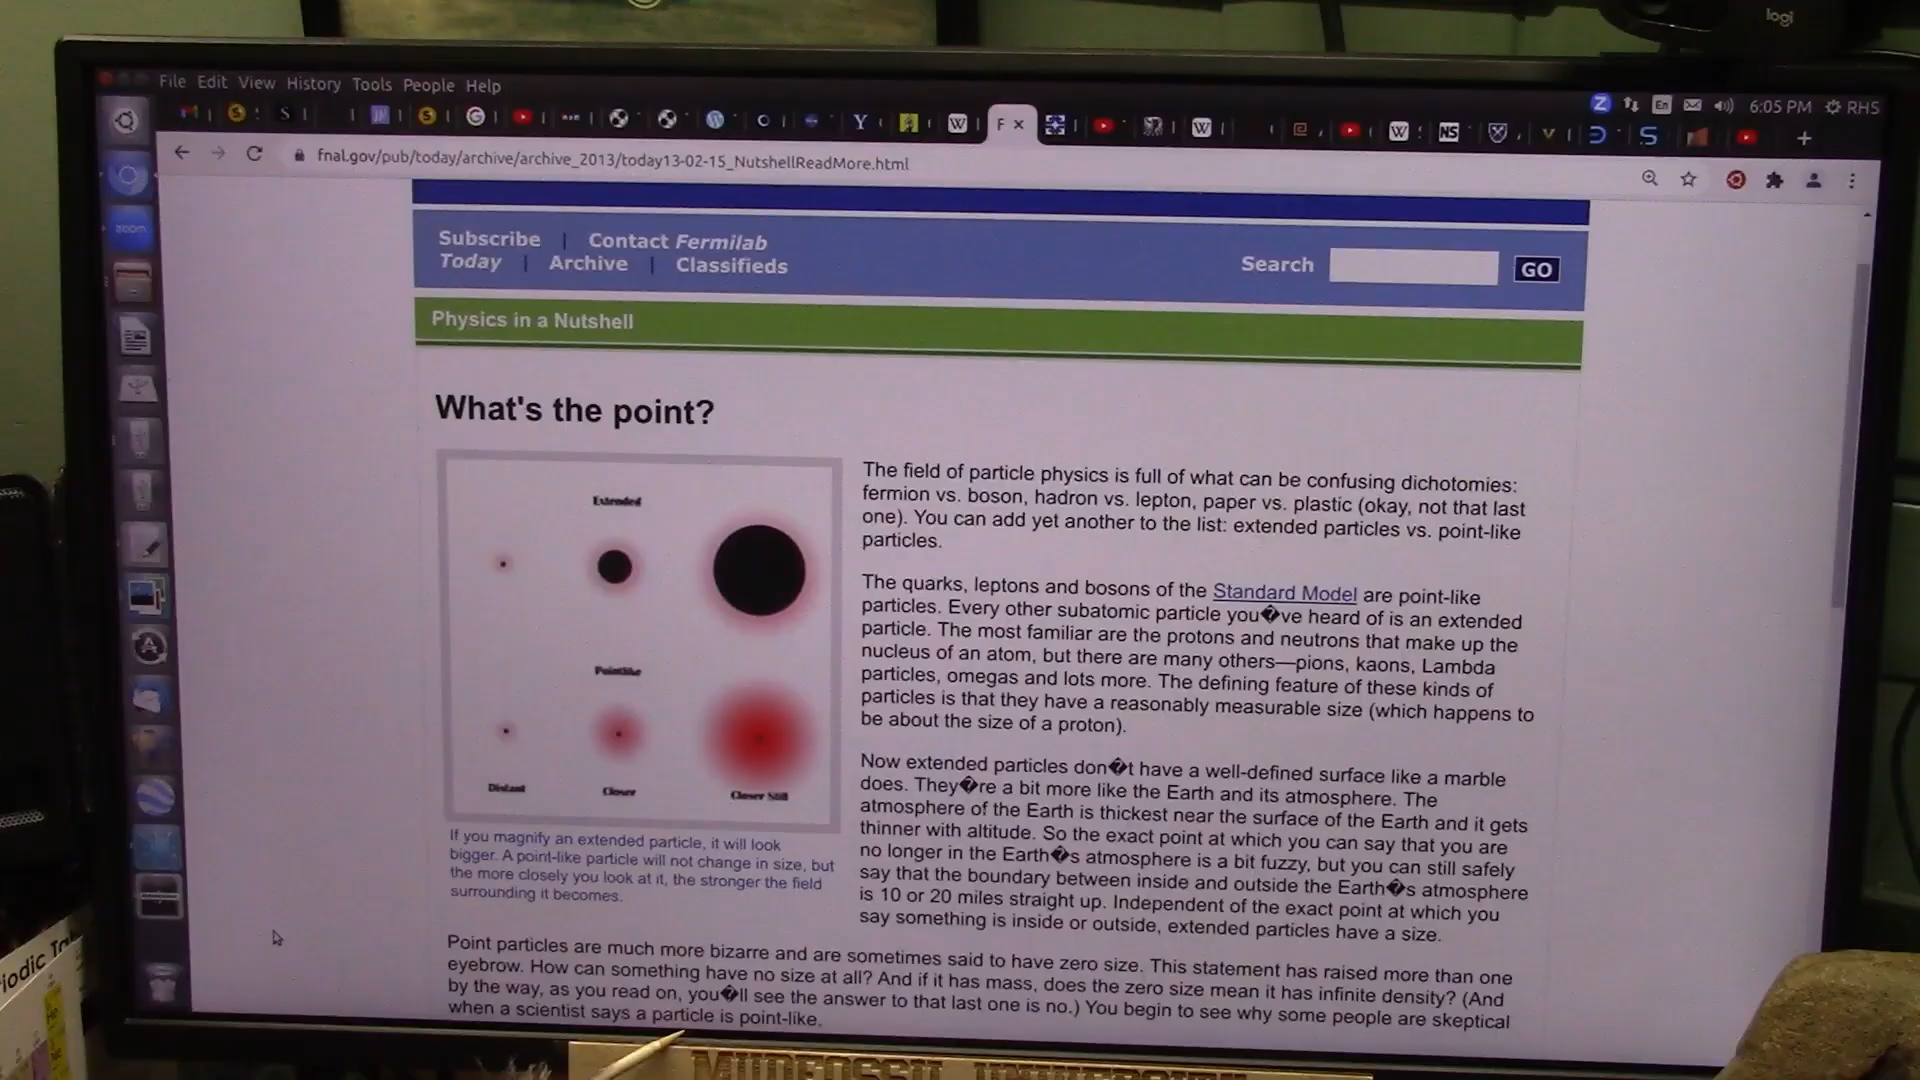 logi
File Edit View History Tools People Help
6:05 PM RHS
fnal.gov/pub/today/archive/archive_2013/today13-02-15_NutshellReadMore.html
Subscribe | Contact Fermilab
Today | Archive | Classifieds
Search
GO
Physics in a Nutshell
What's the point?
Extended
Pointlike
Distant Closer Closer Still
If you magnify an extended particle, it will look
bigger. A point-like particle will not change in size, but
the more closely you look at it, the stronger the field
surrounding it becomes.
The field of particle physics is full of what can be confusing dichotomies:
fermion vs. boson, hadron vs. lepton, paper vs. plastic (okay, not that last
one). You can add yet another to the list: extended particles vs. point-like
particles.
The quarks, leptons and bosons of the Standard Model are point-like
particles. Every other subatomic particle you�ve heard of is an extended
particle. The most familiar are the protons and neutrons that make up the
nucleus of an atom, but there are many others—pions, kaons, Lambda
particles, omegas and lots more. The defining feature of these kinds of
particles is that they have a reasonably measurable size (which happens to
be about the size of a proton).
Now extended particles don�t have a well-defined surface like a marble
does. They�re a bit more like the Earth and its atmosphere. The
atmosphere of the Earth is thickest near the surface of the Earth and it gets
thinner with altitude. So the exact point at which you can say that you are
no longer in the Earth�s atmosphere is a bit fuzzy, but you can still safely
say that the boundary between inside and outside the Earth�s atmosphere
is 10 or 20 miles straight up. Independent of the exact point at which you
say something is inside or outside, extended particles have a size.
Point particles are much more bizarre and are sometimes said to have zero size. This statement has raised more than one
eyebrow. How can something have no size at all? And if it has mass, does the zero size mean it has infinite density? (And
by the way, as you read on, you�ll see the answer to that last one is no.) You begin to see why some people are skeptical
when a scientist says a particle is point-like.